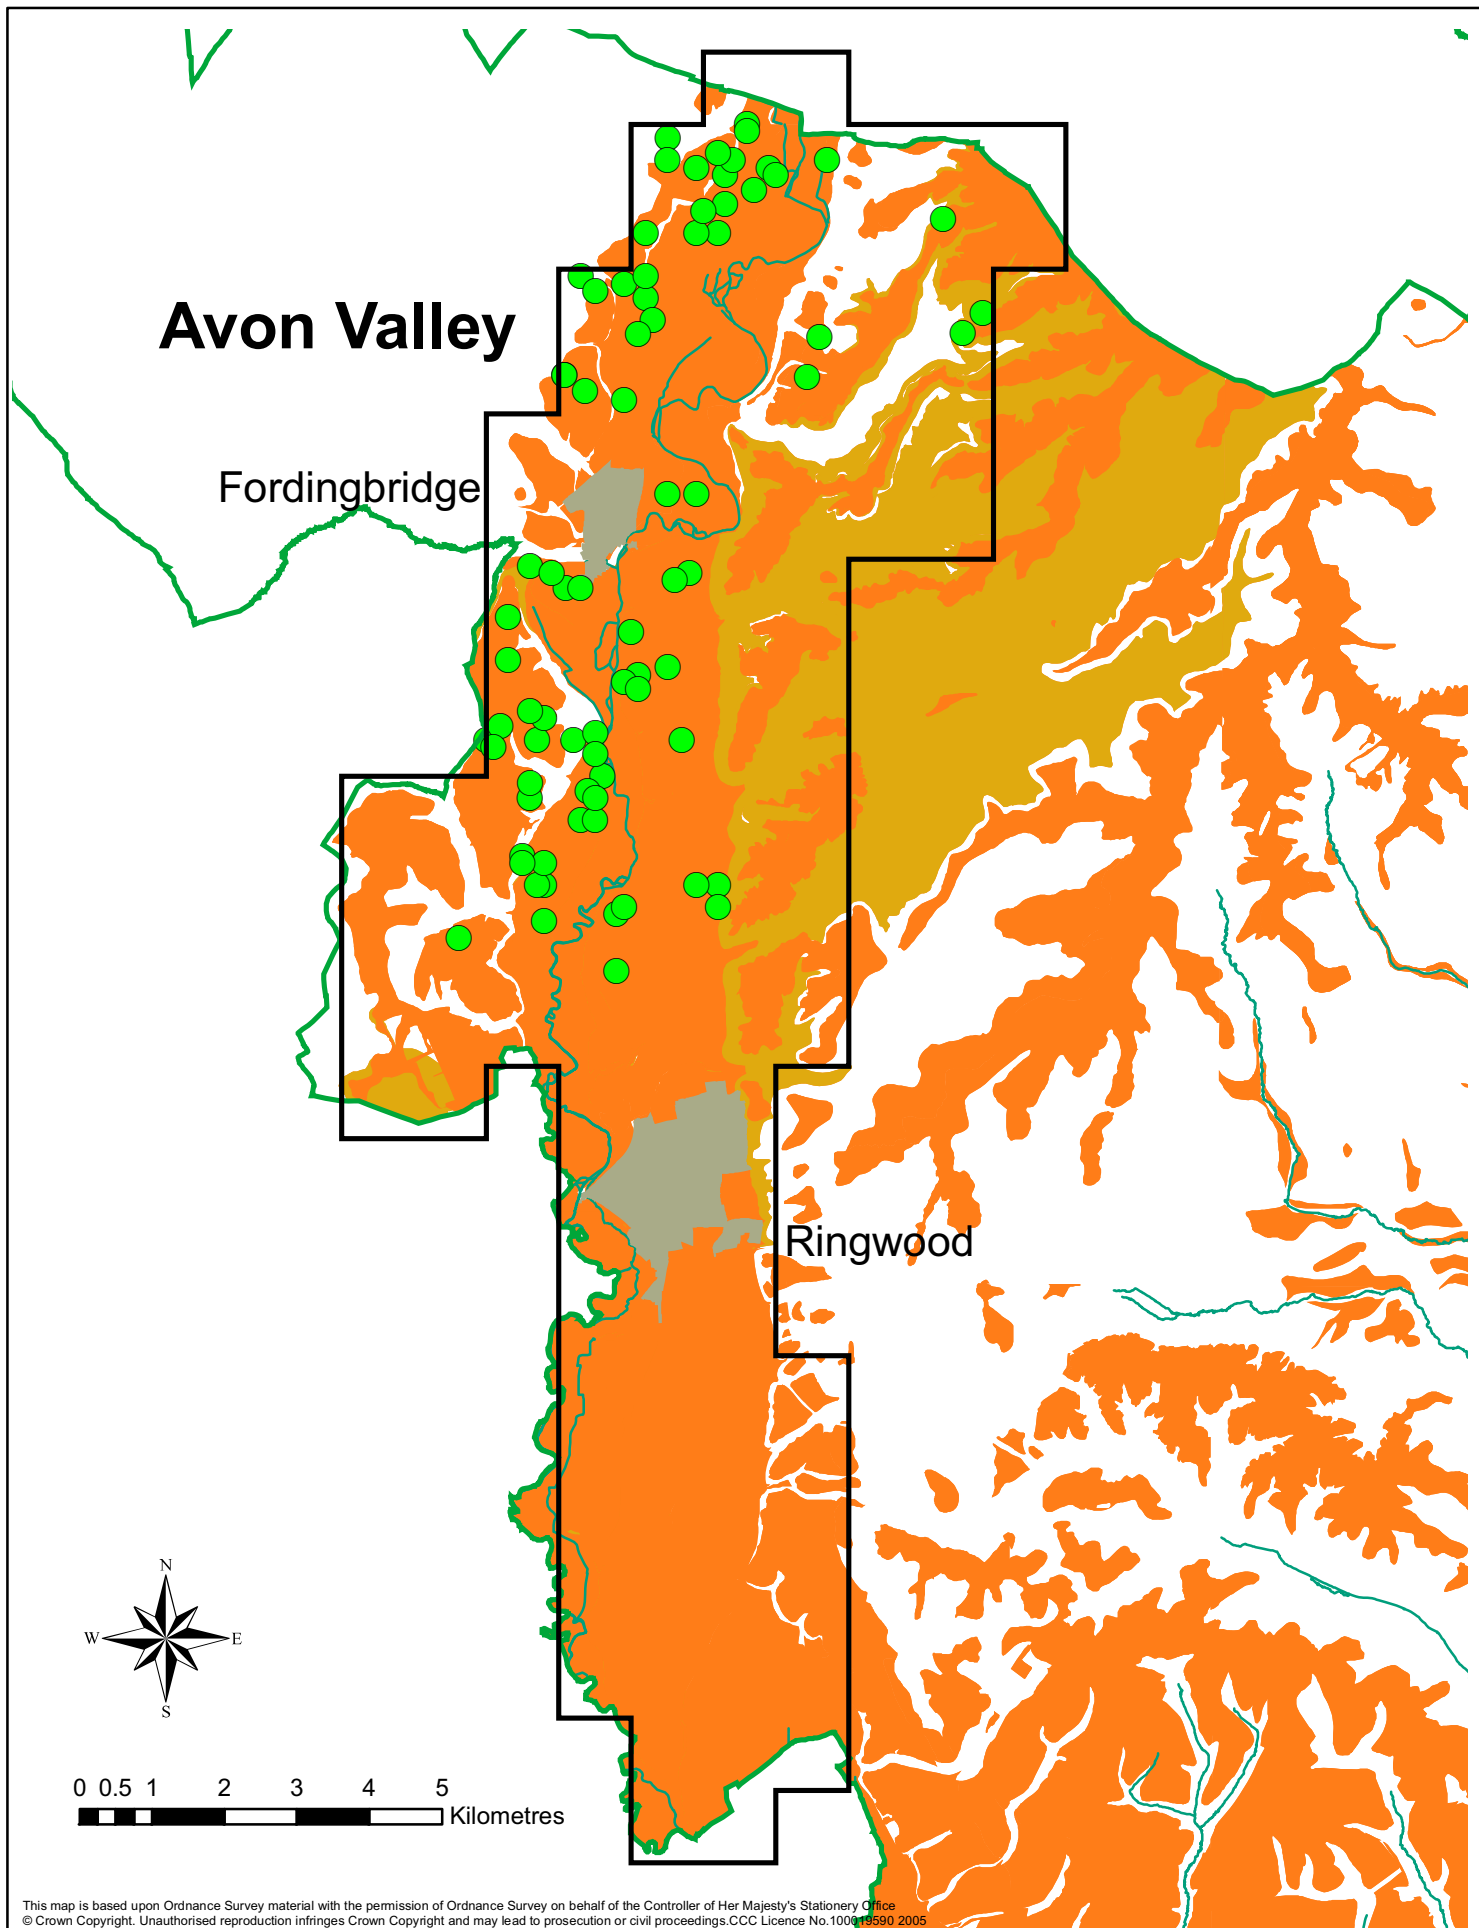 Avon Valley
Fordingbridge
Ringwood
N
W E
S
0 0.5 1 2 3 4 5
Kilometres
This map is based upon Ordnance Survey material with the permission of Ordnance Survey on behalf of the Controller of Her Majesty's Stationery Office
© Crown Copyright. Unauthorised reproduction infringes Crown Copyright and may lead to prosecution or civil proceedings.CCC Licence No.100019590 2005